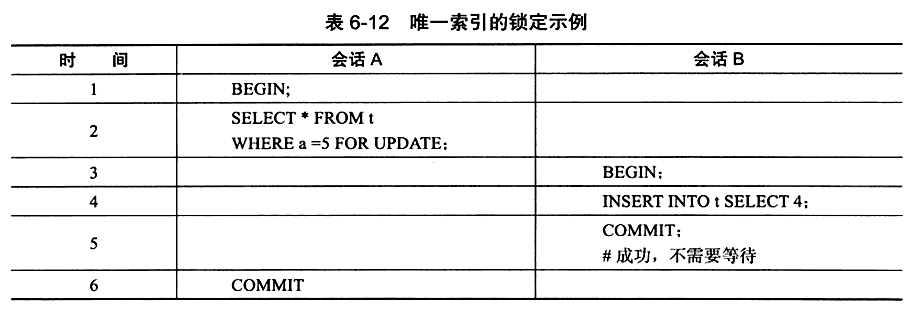 表 6-12 唯一索引的锁定示例
时 间 会话 A 会话 B
1 BEGIN;
2 SELECT * FROM t
WHERE a =5 FOR UPDATE;
3 BEGIN;
4 INSERT INTO t SELECT 4;
5 COMMIT;
# 成功，不需要等待
6 COMMIT